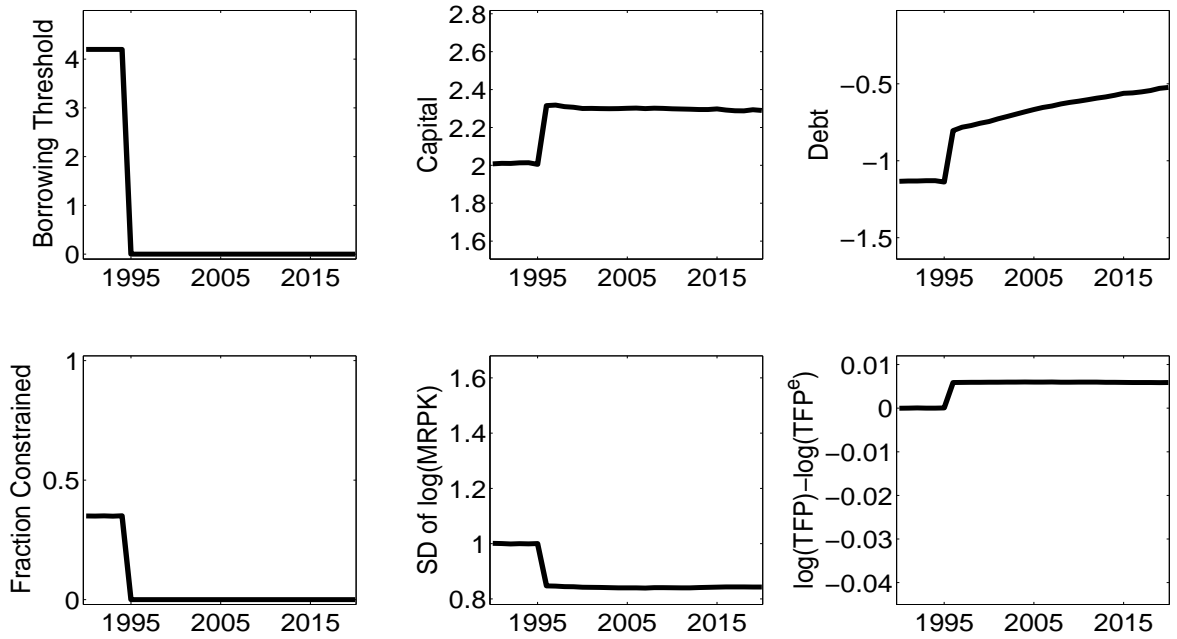 Borrowing Threshold
4
3
2
1
0
1995 2005 2015
Capital
2.8
2.6
2.4
2.2
2
1.8
1.6
1995 2005 2015
Debt
−0.5
−1
−1.5
1995 2005 2015
Fraction Constrained
1
0.5
0
1995 2005 2015
SD of log(MRPK)
1.6
1.4
1.2
1
0.8
1995 2005 2015
log(TFP)−log(TFPᵉ)
0.01
0
−0.01
−0.02
−0.03
−0.04
1995 2005 2015